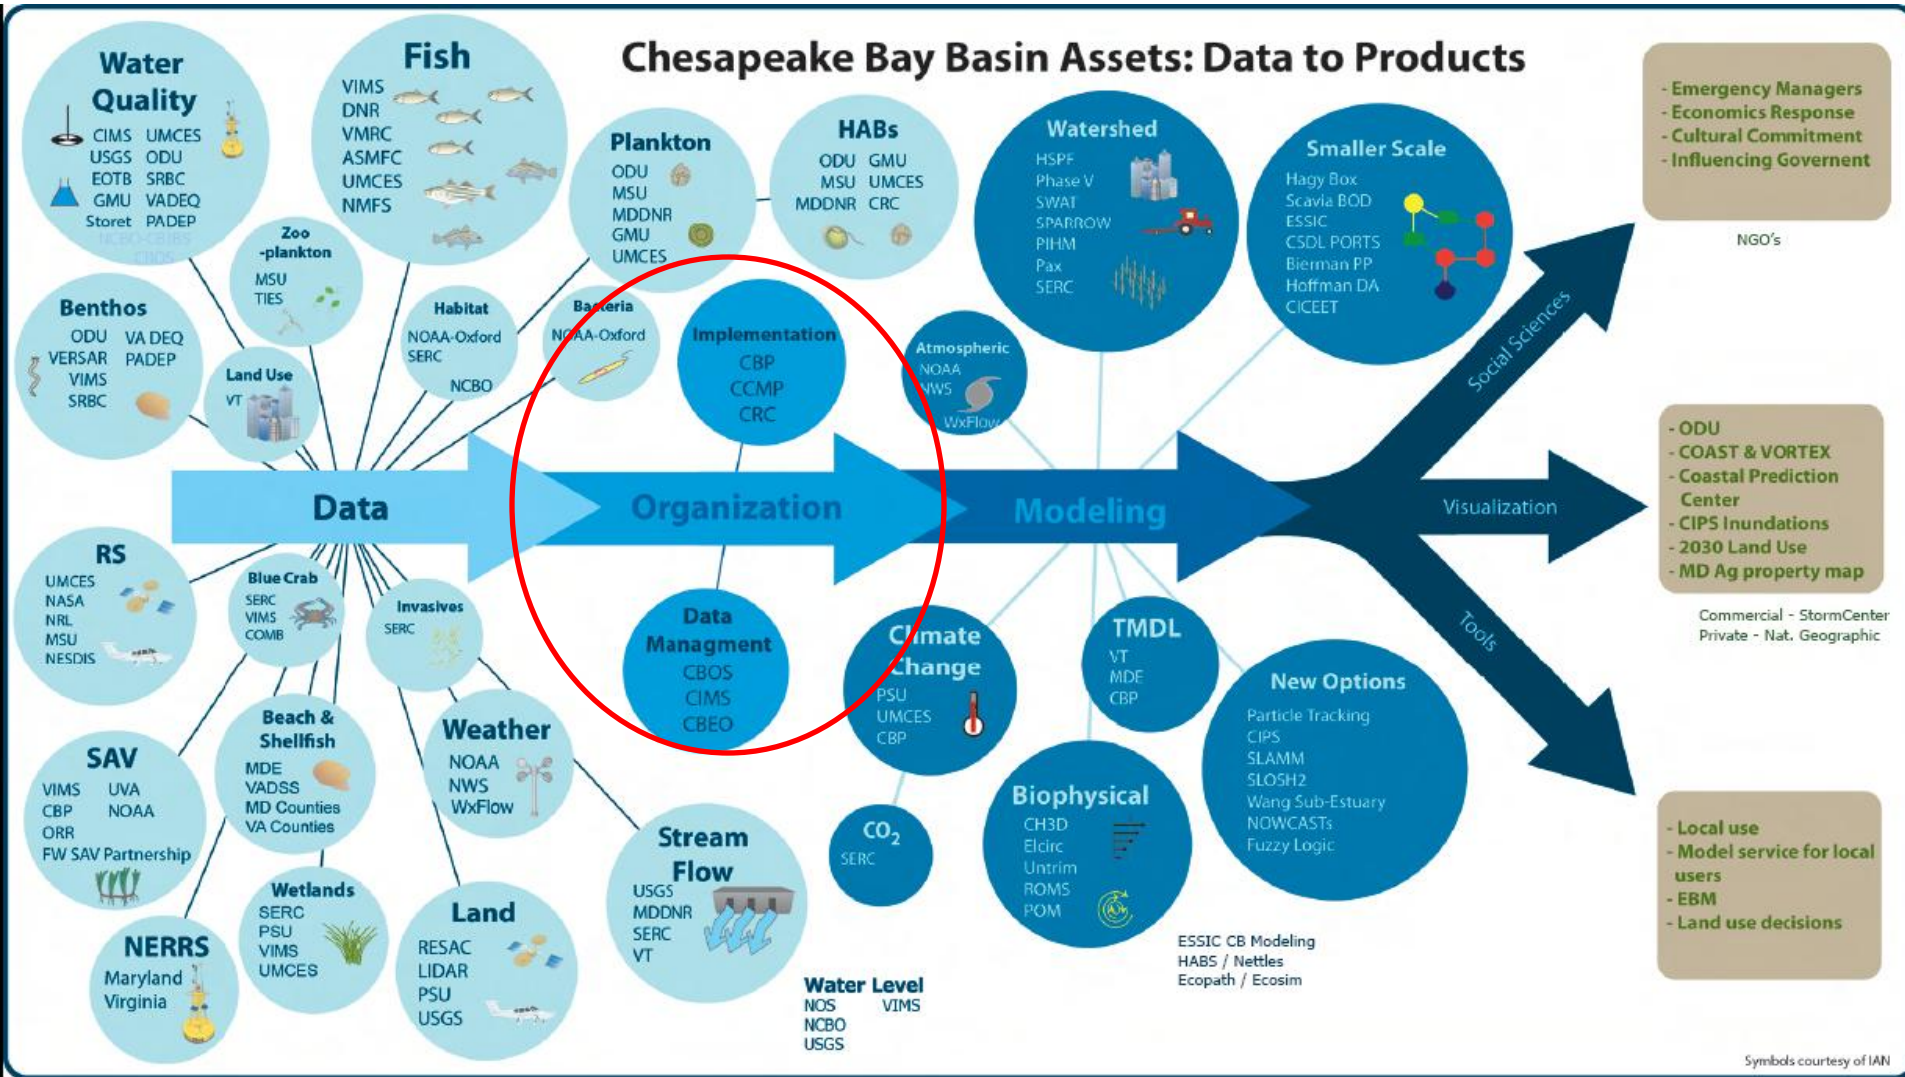 Chesapeake Bay Basin Assets: Data to Products
Water
Quality
CIMS UMCES
USGS ODU
EOTB SRBC
GMU VADEQ
Storet PADEP
NCBO-CBIBS
CBOS
Fish
VIMS
DNR
VMRC
ASMFC
UMCES
NMFS
Plankton
ODU
MSU
MDDNR
GMU
UMCES
HABs
ODU GMU
MSU UMCES
MDDNR CRC
Zoo
-plankton
MSU
TIES
Benthos
ODU VA DEQ
VERSAR PADEP
VIMS
SRBC
Land Use
VT
Habitat
NOAA-Oxford
SERC
NCBO
Bacteria
NOAA-Oxford
Implementation
CBP
CCMP
CRC
Watershed
HSPF
Phase V
SWAT
SPARROW
PIHM
Pax
SERC
Smaller Scale
Hagy Box
Scavia BOD
ESSIC
CSDL PORTS
Bierman PP
Hoffman DA
CICEET
Atmospheric
NOAA
NWS
WxFlow
Data
Organization
Modeling
Social Sciences
Visualization
Tools
- Emergency Managers
- Economics Response
- Cultural Commitment
- Influencing Governent
NGO's
- ODU
- COAST & VORTEX
- Coastal Prediction
Center
- CIPS Inundations
- 2030 Land Use
- MD Ag property map
Commercial - StormCenter
Private - Nat. Geographic
- Local use
- Model service for local
users
- EBM
- Land use decisions
RS
UMCES
NASA
NRL
MSU
NESDIS
Blue Crab
SERC
VIMS
COMB
Invasives
SERC
Data
Managment
CBOS
CIMS
CBEO
Climate
Change
PSU
UMCES
CBP
TMDL
VT
MDE
CBP
New Options
Particle Tracking
CIPS
SLAMM
SLOSH2
Wang Sub-Estuary
NOWCASTs
Fuzzy Logic
SAV
VIMS UVA
CBP NOAA
ORR
FW SAV Partnership
Beach &
Shellfish
MDE
VADSS
MD Counties
VA Counties
Weather
NOAA
NWS
WxFlow
Stream
Flow
USGS
MDDNR
SERC
VT
CO2
SERC
Biophysical
CH3D
Elcirc
Untrim
ROMS
POM
NERRS
Maryland
Virginia
Wetlands
SERC
PSU
VIMS
UMCES
Land
RESAC
LIDAR
PSU
USGS
Water Level
NOS VIMS
NCBO
USGS
ESSIC CB Modeling
HABS / Nettles
Ecopath / Ecosim
Symbols courtesy of IAN